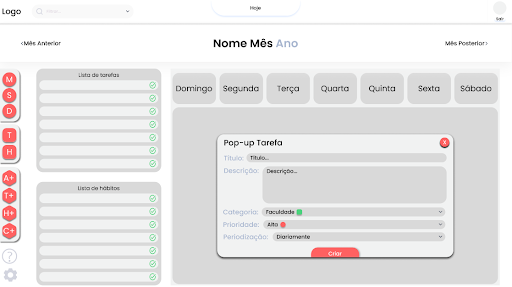 Logo
Hoje
Sair
‹Mês Anterior
Nome Mês Ano
Mês Posterior›
M
S
D
T
H
A+
T+
H+
C+
?
Lista de tarefas
Lista de hábitos
Domingo Segunda Terça Quarta Quinta Sexta Sábado
Pop-up Tarefa X
Título: Título...
Descrição: Descrição...
Categoria: Faculdade
Prioridade: Alta
Periodização: Diariamente
Criar